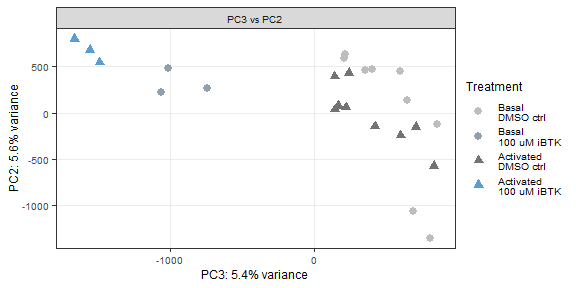 PC3 vs PC2
500
0
-500
-1000
PC2: 5.6% variance
-1000
0
PC3: 5.4% variance
Treatment
Basal
DMSO ctrl
Basal
100 uM iBTK
Activated
DMSO ctrl
Activated
100 uM iBTK